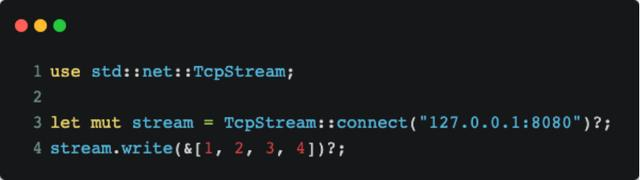 1 use std::net::TcpStream;
2
3 let mut stream = TcpStream::connect("127.0.0.1:8080")?;
4 stream.write(&[1, 2, 3, 4])?;